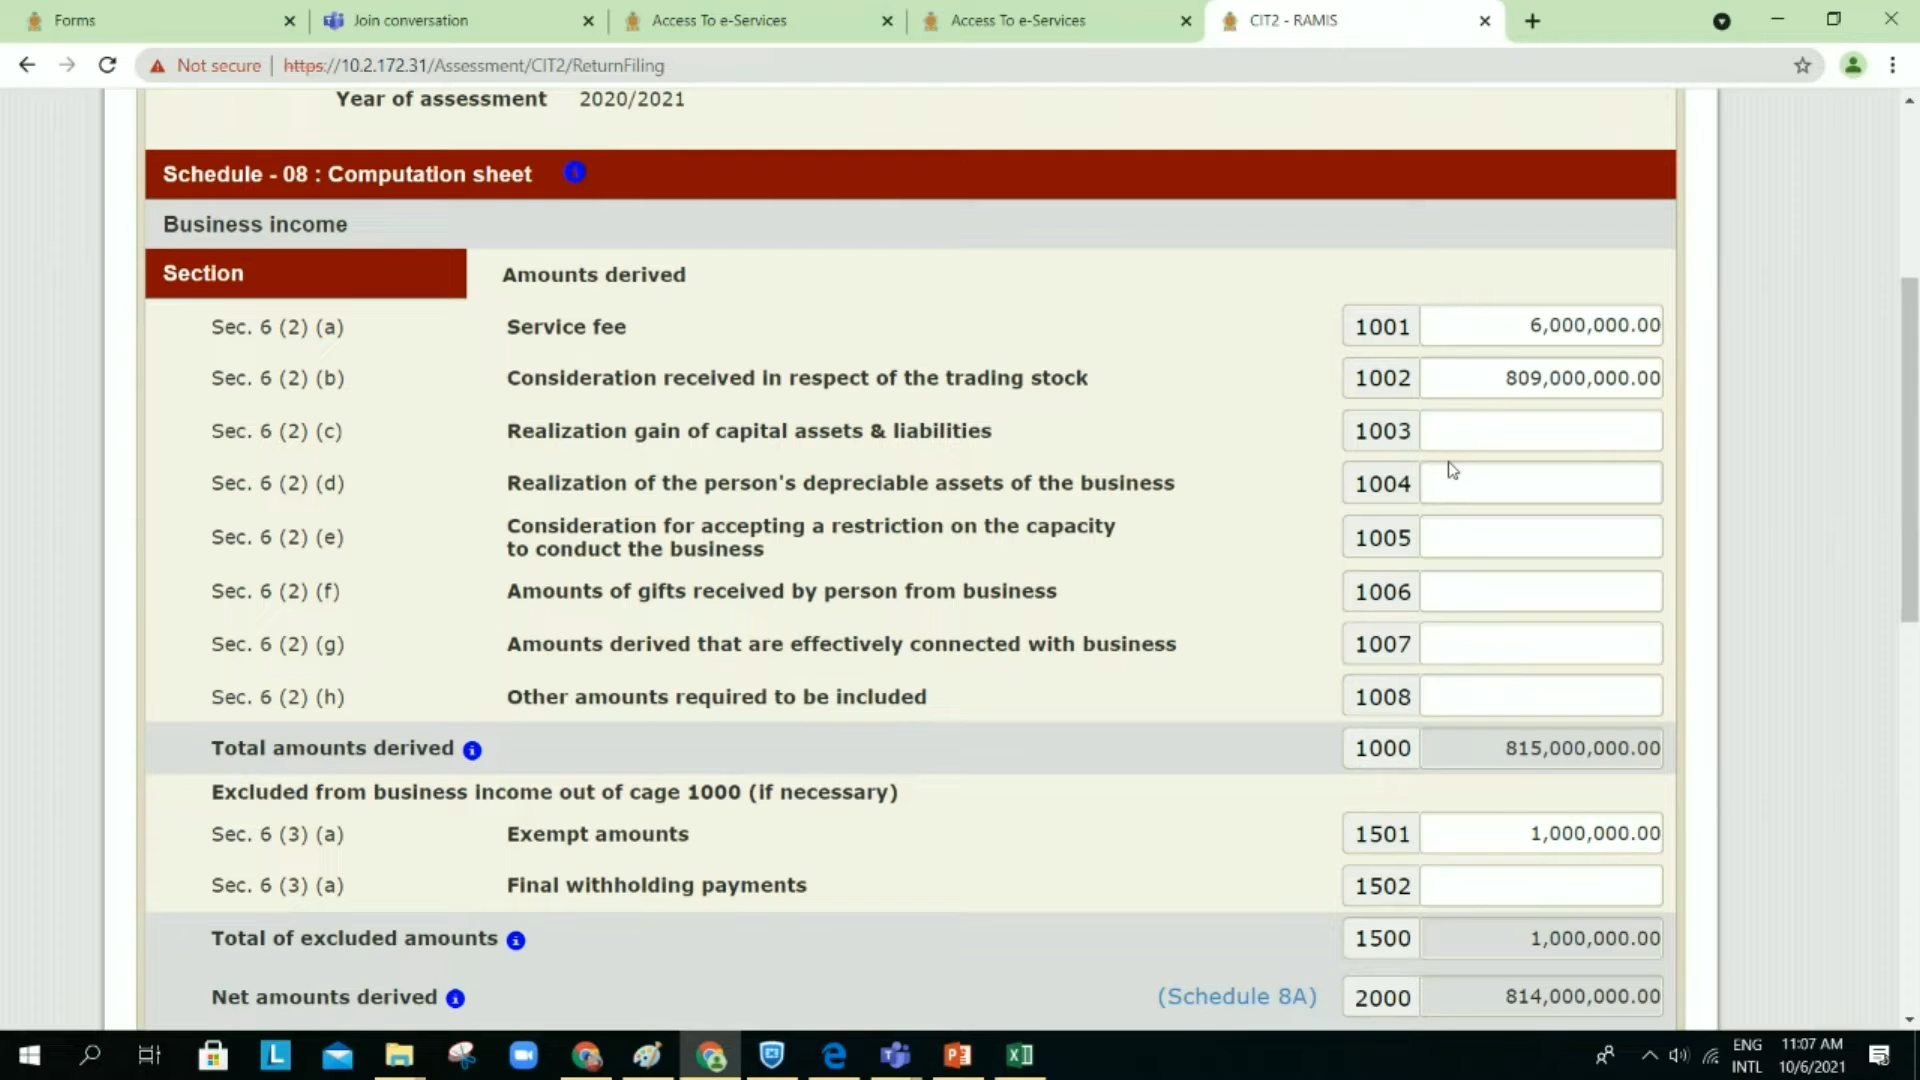 Forms
Join conversation
Access To e-Services
Access To e-Services
CIT2 - RAMIS
Not secure | https://10.2.172.31/Assessment/CIT2/ReturnFiling
Year of assessment 2020/2021
Schedule - 08 : Computation sheet
Business income
Section Amounts derived
Sec. 6 (2) (a) Service fee 1001 6,000,000.00
Sec. 6 (2) (b) Consideration received in respect of the trading stock 1002 809,000,000.00
Sec. 6 (2) (c) Realization gain of capital assets & liabilities 1003
Sec. 6 (2) (d) Realization of the person's depreciable assets of the business 1004
Sec. 6 (2) (e) Consideration for accepting a restriction on the capacity
to conduct the business 1005
Sec. 6 (2) (f) Amounts of gifts received by person from business 1006
Sec. 6 (2) (g) Amounts derived that are effectively connected with business 1007
Sec. 6 (2) (h) Other amounts required to be included 1008
Total amounts derived 1000 815,000,000.00
Excluded from business income out of cage 1000 (if necessary)
Sec. 6 (3) (a) Exempt amounts 1501 1,000,000.00
Sec. 6 (3) (a) Final withholding payments 1502
Total of excluded amounts 1500 1,000,000.00
Net amounts derived (Schedule 8A) 2000 814,000,000.00
ENG 11:07 AM
INTL 10/6/2021